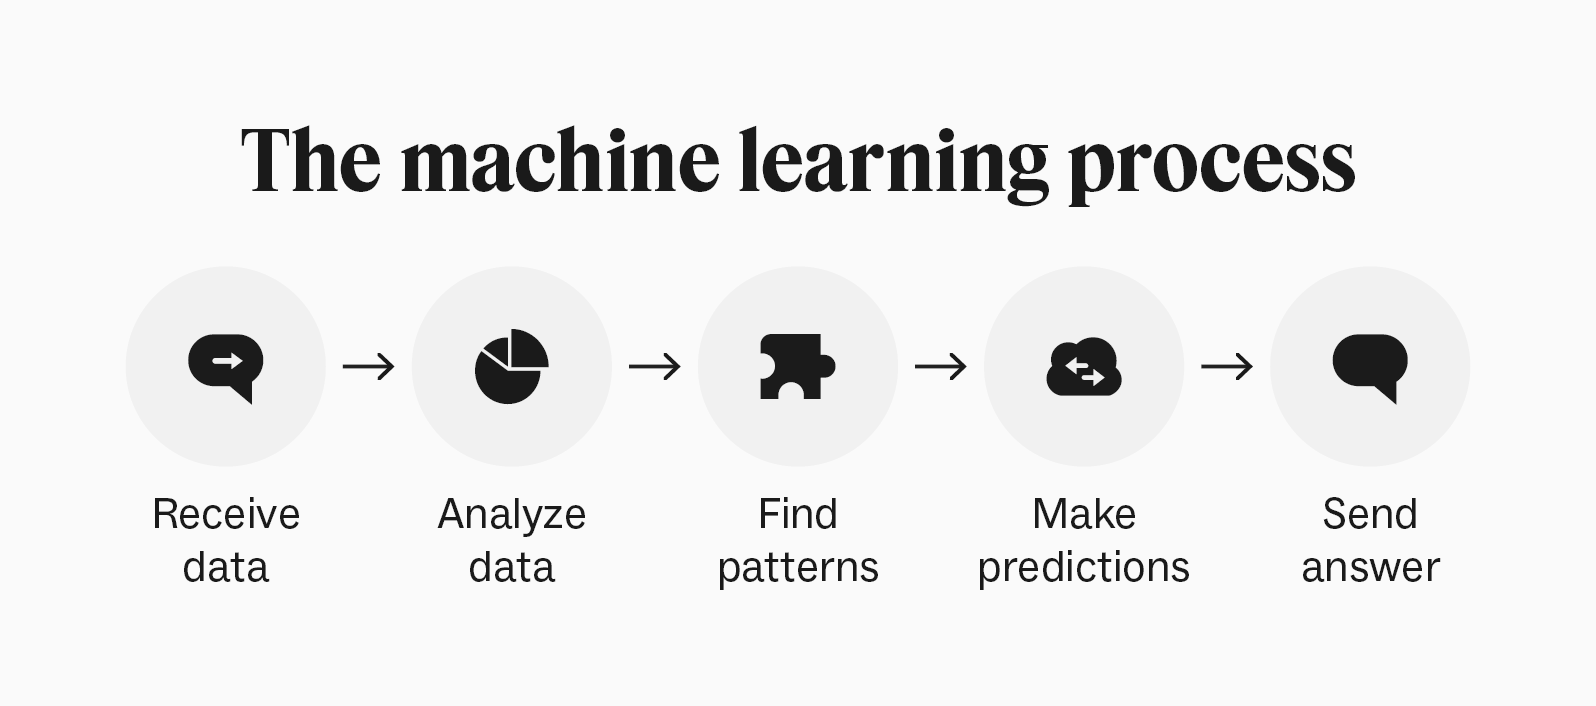 The machine learning process
Receive
data
Analyze
data
Find
patterns
Make
predictions
Send
answer